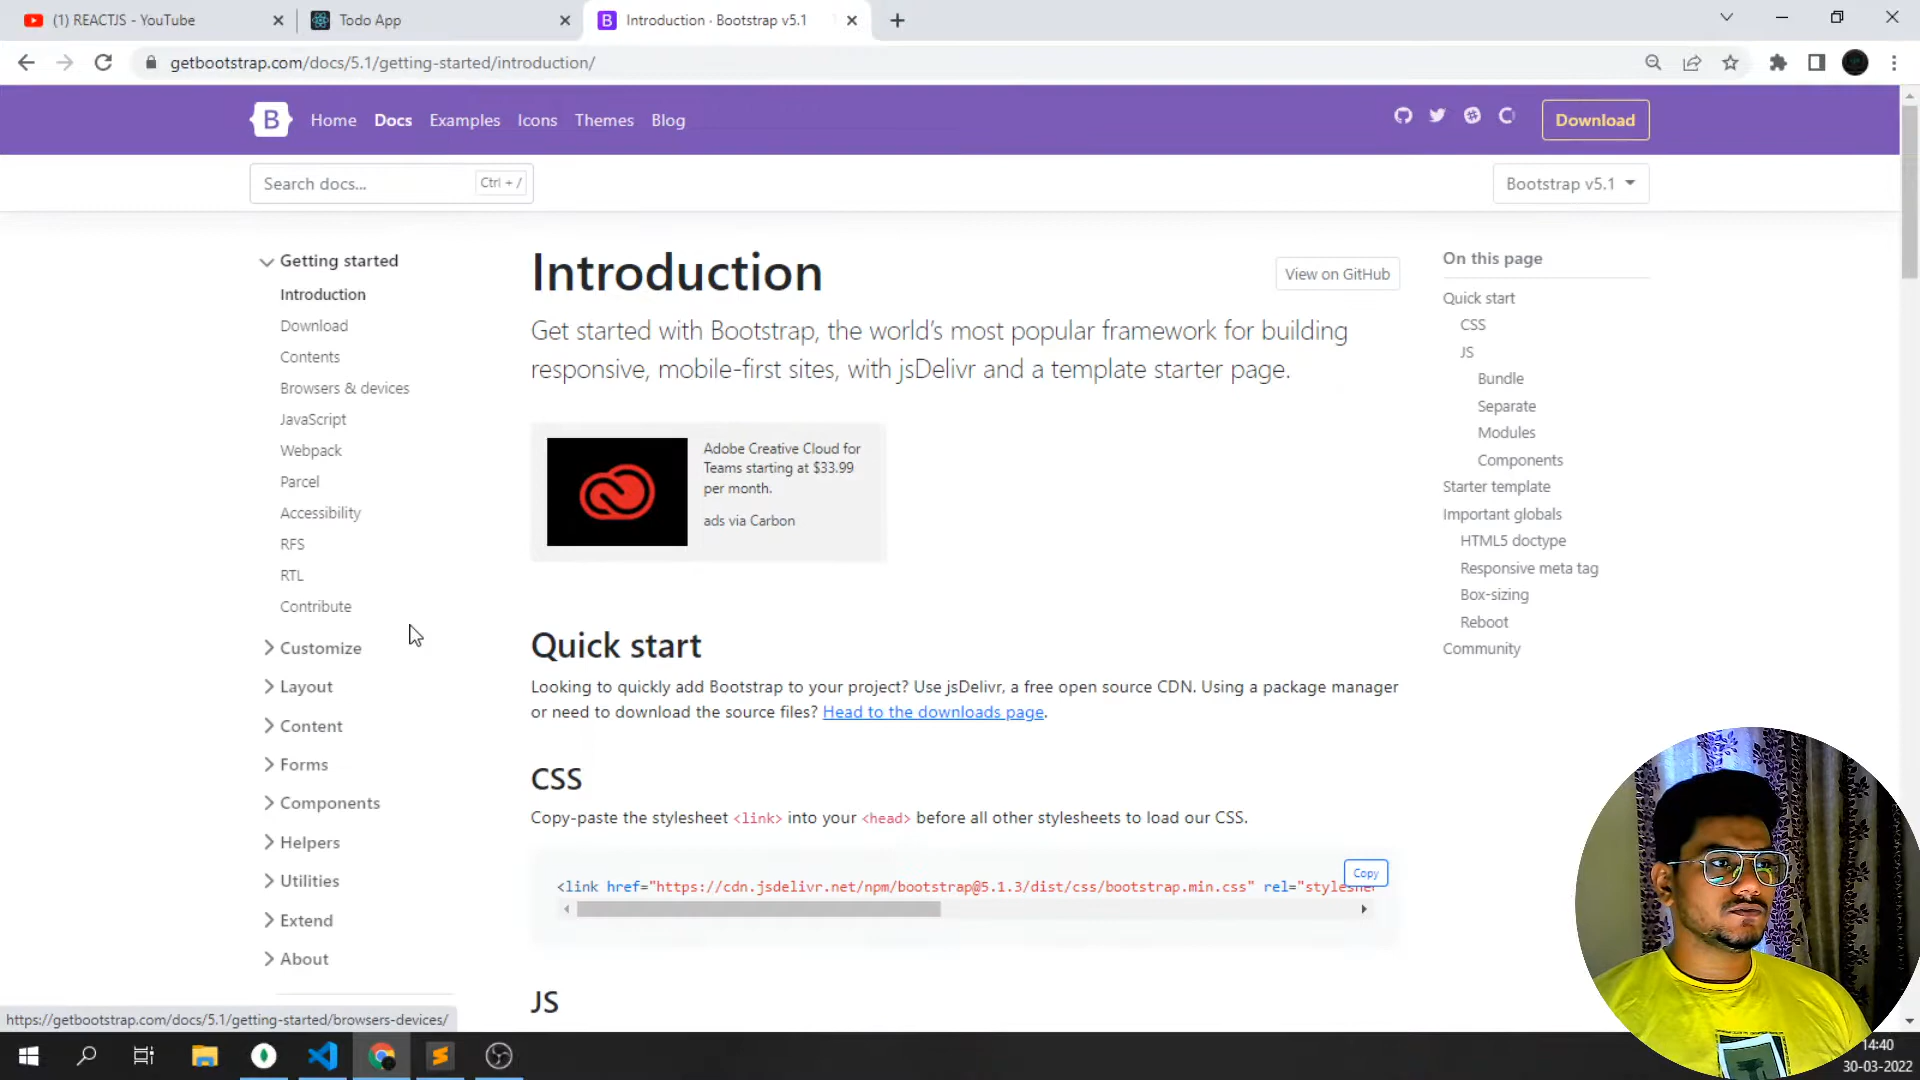 (1) REACTJS - YouTube
Todo App
Introduction · Bootstrap v5.1
getbootstrap.com/docs/5.1/getting-started/introduction/
B
Home
Docs
Examples
Icons
Themes
Blog
Download
Search docs...
Ctrl + /
Bootstrap v5.1
Getting started
Introduction
Download
Contents
Browsers & devices
JavaScript
Webpack
Parcel
Accessibility
RFS
RTL
Contribute
Customize
Layout
Content
Forms
Components
Helpers
Utilities
Extend
About
Introduction
View on GitHub
Get started with Bootstrap, the world’s most popular framework for building
responsive, mobile-first sites, with jsDelivr and a template starter page.
Adobe Creative Cloud for
Teams starting at $33.99
per month.
ads via Carbon
Quick start
Looking to quickly add Bootstrap to your project? Use jsDelivr, a free open source CDN. Using a package manager
or need to download the source files? Head to the downloads page.
CSS
Copy-paste the stylesheet <link> into your <head> before all other stylesheets to load our CSS.
Copy
<link href="https://cdn.jsdelivr.net/npm/bootstrap@5.1.3/dist/css/bootstrap.min.css" rel="styleshe
JS
On this page
Quick start
CSS
JS
Bundle
Separate
Modules
Components
Starter template
Important globals
HTML5 doctype
Responsive meta tag
Box-sizing
Reboot
Community
https://getbootstrap.com/docs/5.1/getting-started/browsers-devices/
14:40
30-03-2022